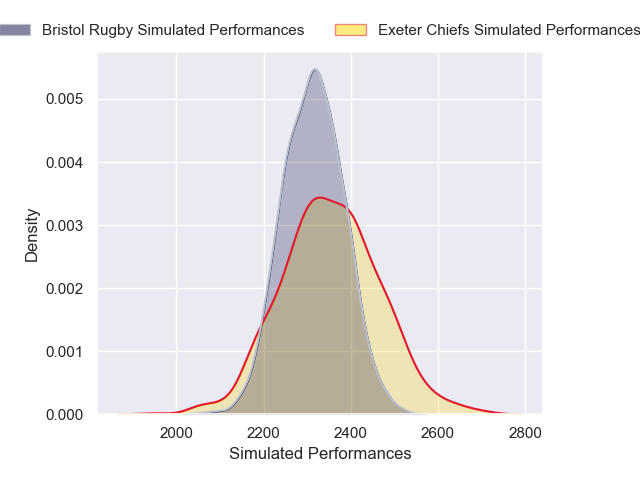 Bristol Rugby Simulated Performances
Exeter Chiefs Simulated Performances
0.005
0.004
0.003
0.002
0.001
0.000
Density
2000
2200
2400
2600
2800
Simulated Performances